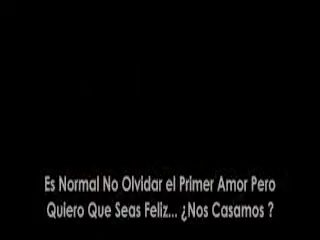 Es Normal No Olvidar el Primer Amor Pero
Quiero Que Seas Feliz... ¿Nos Casamos ?